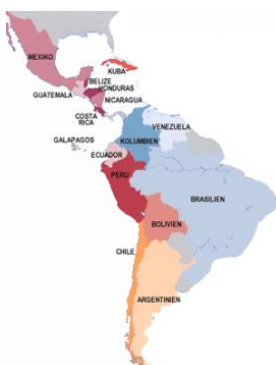 MEXIKO
KUBA
BELIZE
HONDURAS
GUATEMALA
NICARAGUA
COSTA
RICA
VENEZUELA
GALAPAGOS
KOLUMBIEN
ECUADOR
PERU
BRASILIEN
BOLIVIEN
CHILE
ARGENTINIEN